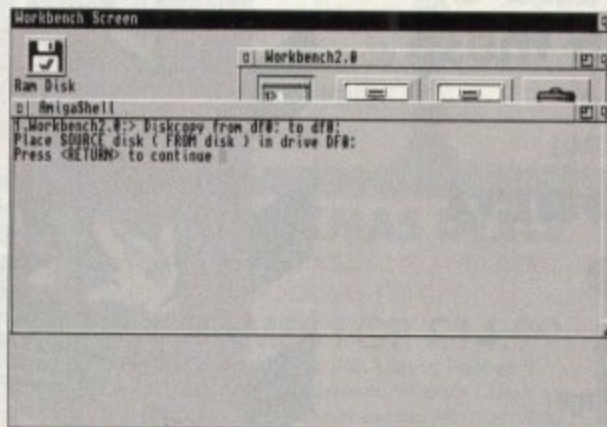 Workbench Screen
Workbench2.0
Ram Disk
AmigaShell
1.Workbench2.0:> Diskcopy from df0: to df0:
Place SOURCE disk ( FROM disk ) in drive DF0:
Press <RETURN> to continue